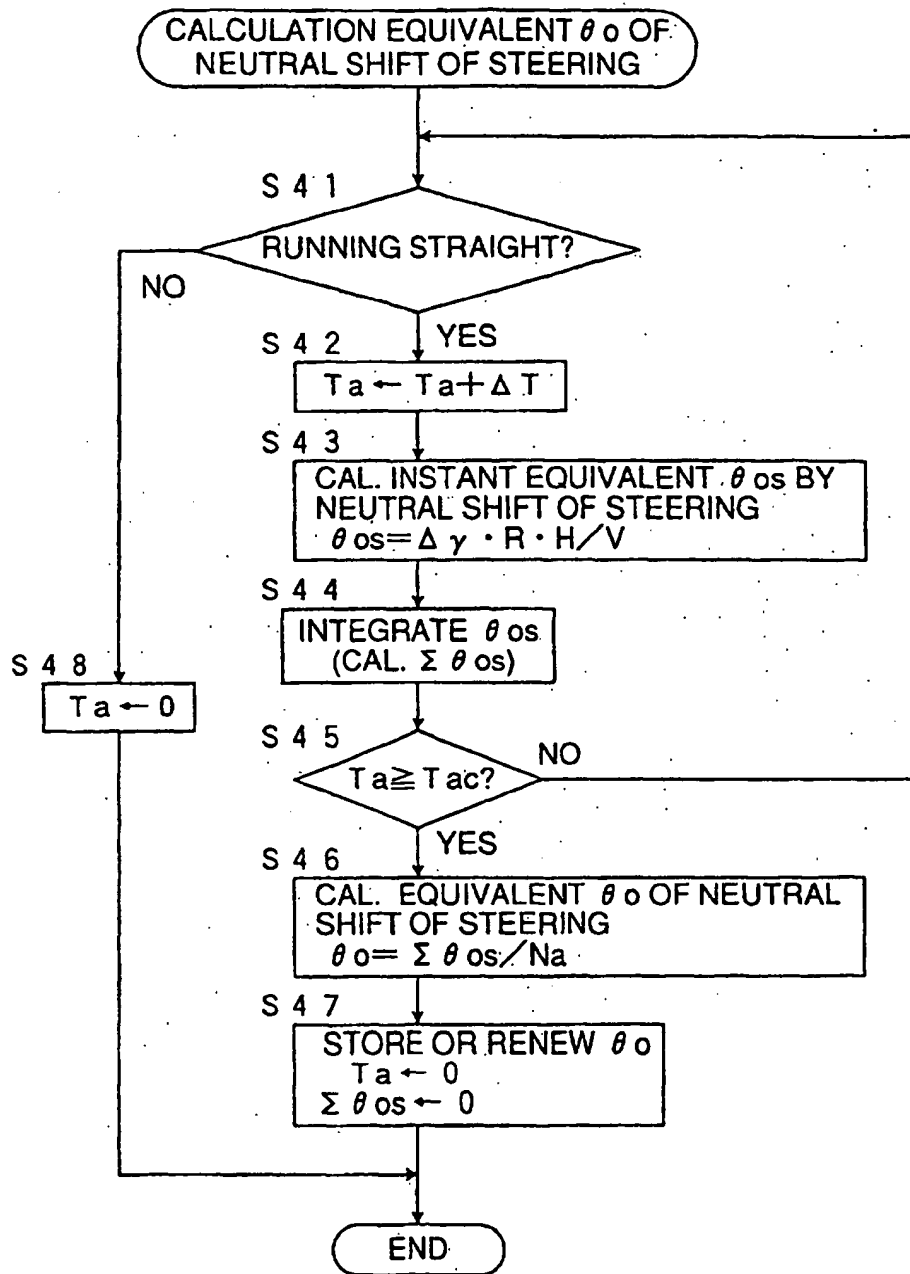 CALCULATION EQUIVALENT θo OF
NEUTRAL SHIFT OF STEERING
S41
RUNNING STRAIGHT?
NO
YES
S42
Ta ← Ta+ΔT
S43
CAL. INSTANT EQUIVALENT θos BY
NEUTRAL SHIFT OF STEERING
θos=Δγ・R・H/V
S44
INTEGRATE θos
(CAL. Σθos)
S48
Ta ← 0
S45
Ta≧Tac?
NO
YES
S46
CAL. EQUIVALENT θo OF NEUTRAL
SHIFT OF STEERING
θo= Σθos/Na
S47
STORE OR RENEW θo
Ta ← 0
Σθos ← 0
END